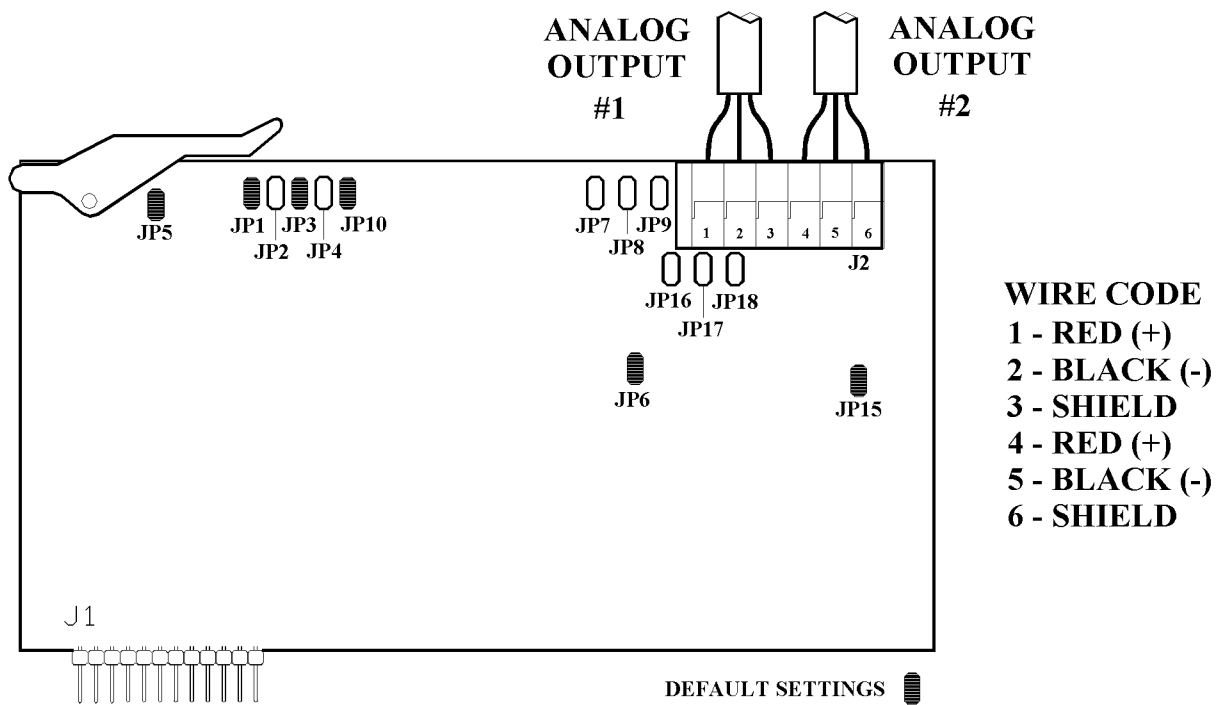 ANALOG
OUTPUT
#1
ANALOG
OUTPUT
#2
JP5
JP1
JP2
JP3
JP4
JP10
JP7
JP8
JP9
1 2 3 4 5 6
J2
JP16
JP17
JP18
JP6
JP15
WIRE CODE
1 - RED (+)
2 - BLACK (-)
3 - SHIELD
4 - RED (+)
5 - BLACK (-)
6 - SHIELD
J1
DEFAULT SETTINGS